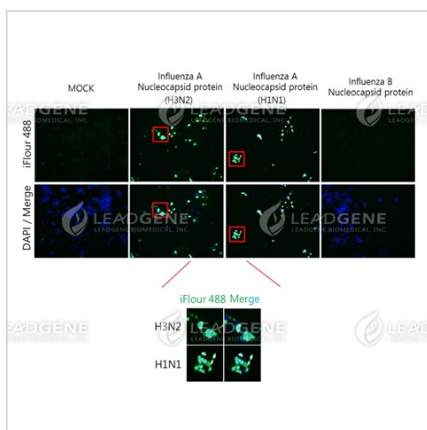 MOCK
Influenza A
Nucleocapsid protein
(H3N2)
Influenza A
Nucleocapsid protein
(H1N1)
Influenza B
Nucleocapsid protein
iFlour 488
DAPI / Merge
LEADGENE
BIOMEDICAL, INC.
iFlour 488 Merge
H3N2
H1N1